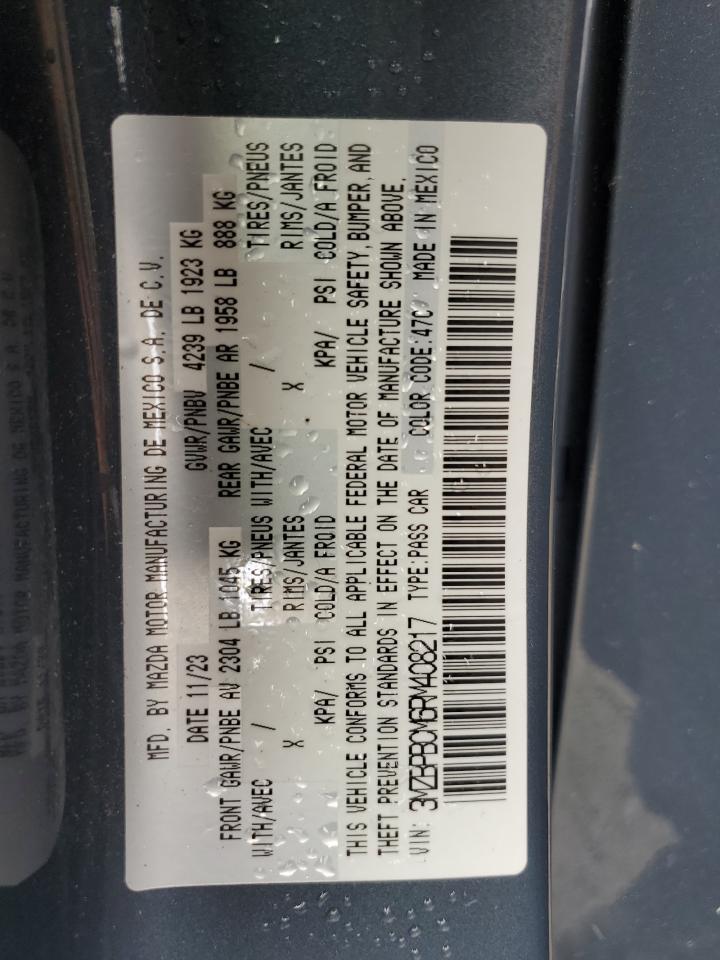 MFD. BY MAZDA MOTOR MANUFACTURING DE MEXICO S.A. DE C.V.
DATE 11/23 GVWR/PNBV 4239 LB 1923 KG
FRONT GAWR/PNBE AV 2304 LB 1045 KG REAR GAWR/PNBE AR 1958 LB 888 KG
WITH/AVEC / TIRES/PNEUS WITH/AVEC / TIRES/PNEUS
X RIMS/JANTES X RIMS/JANTES
KPA/ PSI COLD/A FROID KPA/ PSI COLD/A FROID
THIS VEHICLE CONFORMS TO ALL APPLICABLE FEDERAL MOTOR VEHICLE SAFETY, BUMPER, AND
THEFT PREVENTION STANDARDS IN EFFECT ON THE DATE OF MANUFACTURE SHOWN ABOVE.
VIN: 3MZBPBCM6RM408217 TYPE:PASS CAR COLOR CODE:47C MADE IN MEXICO